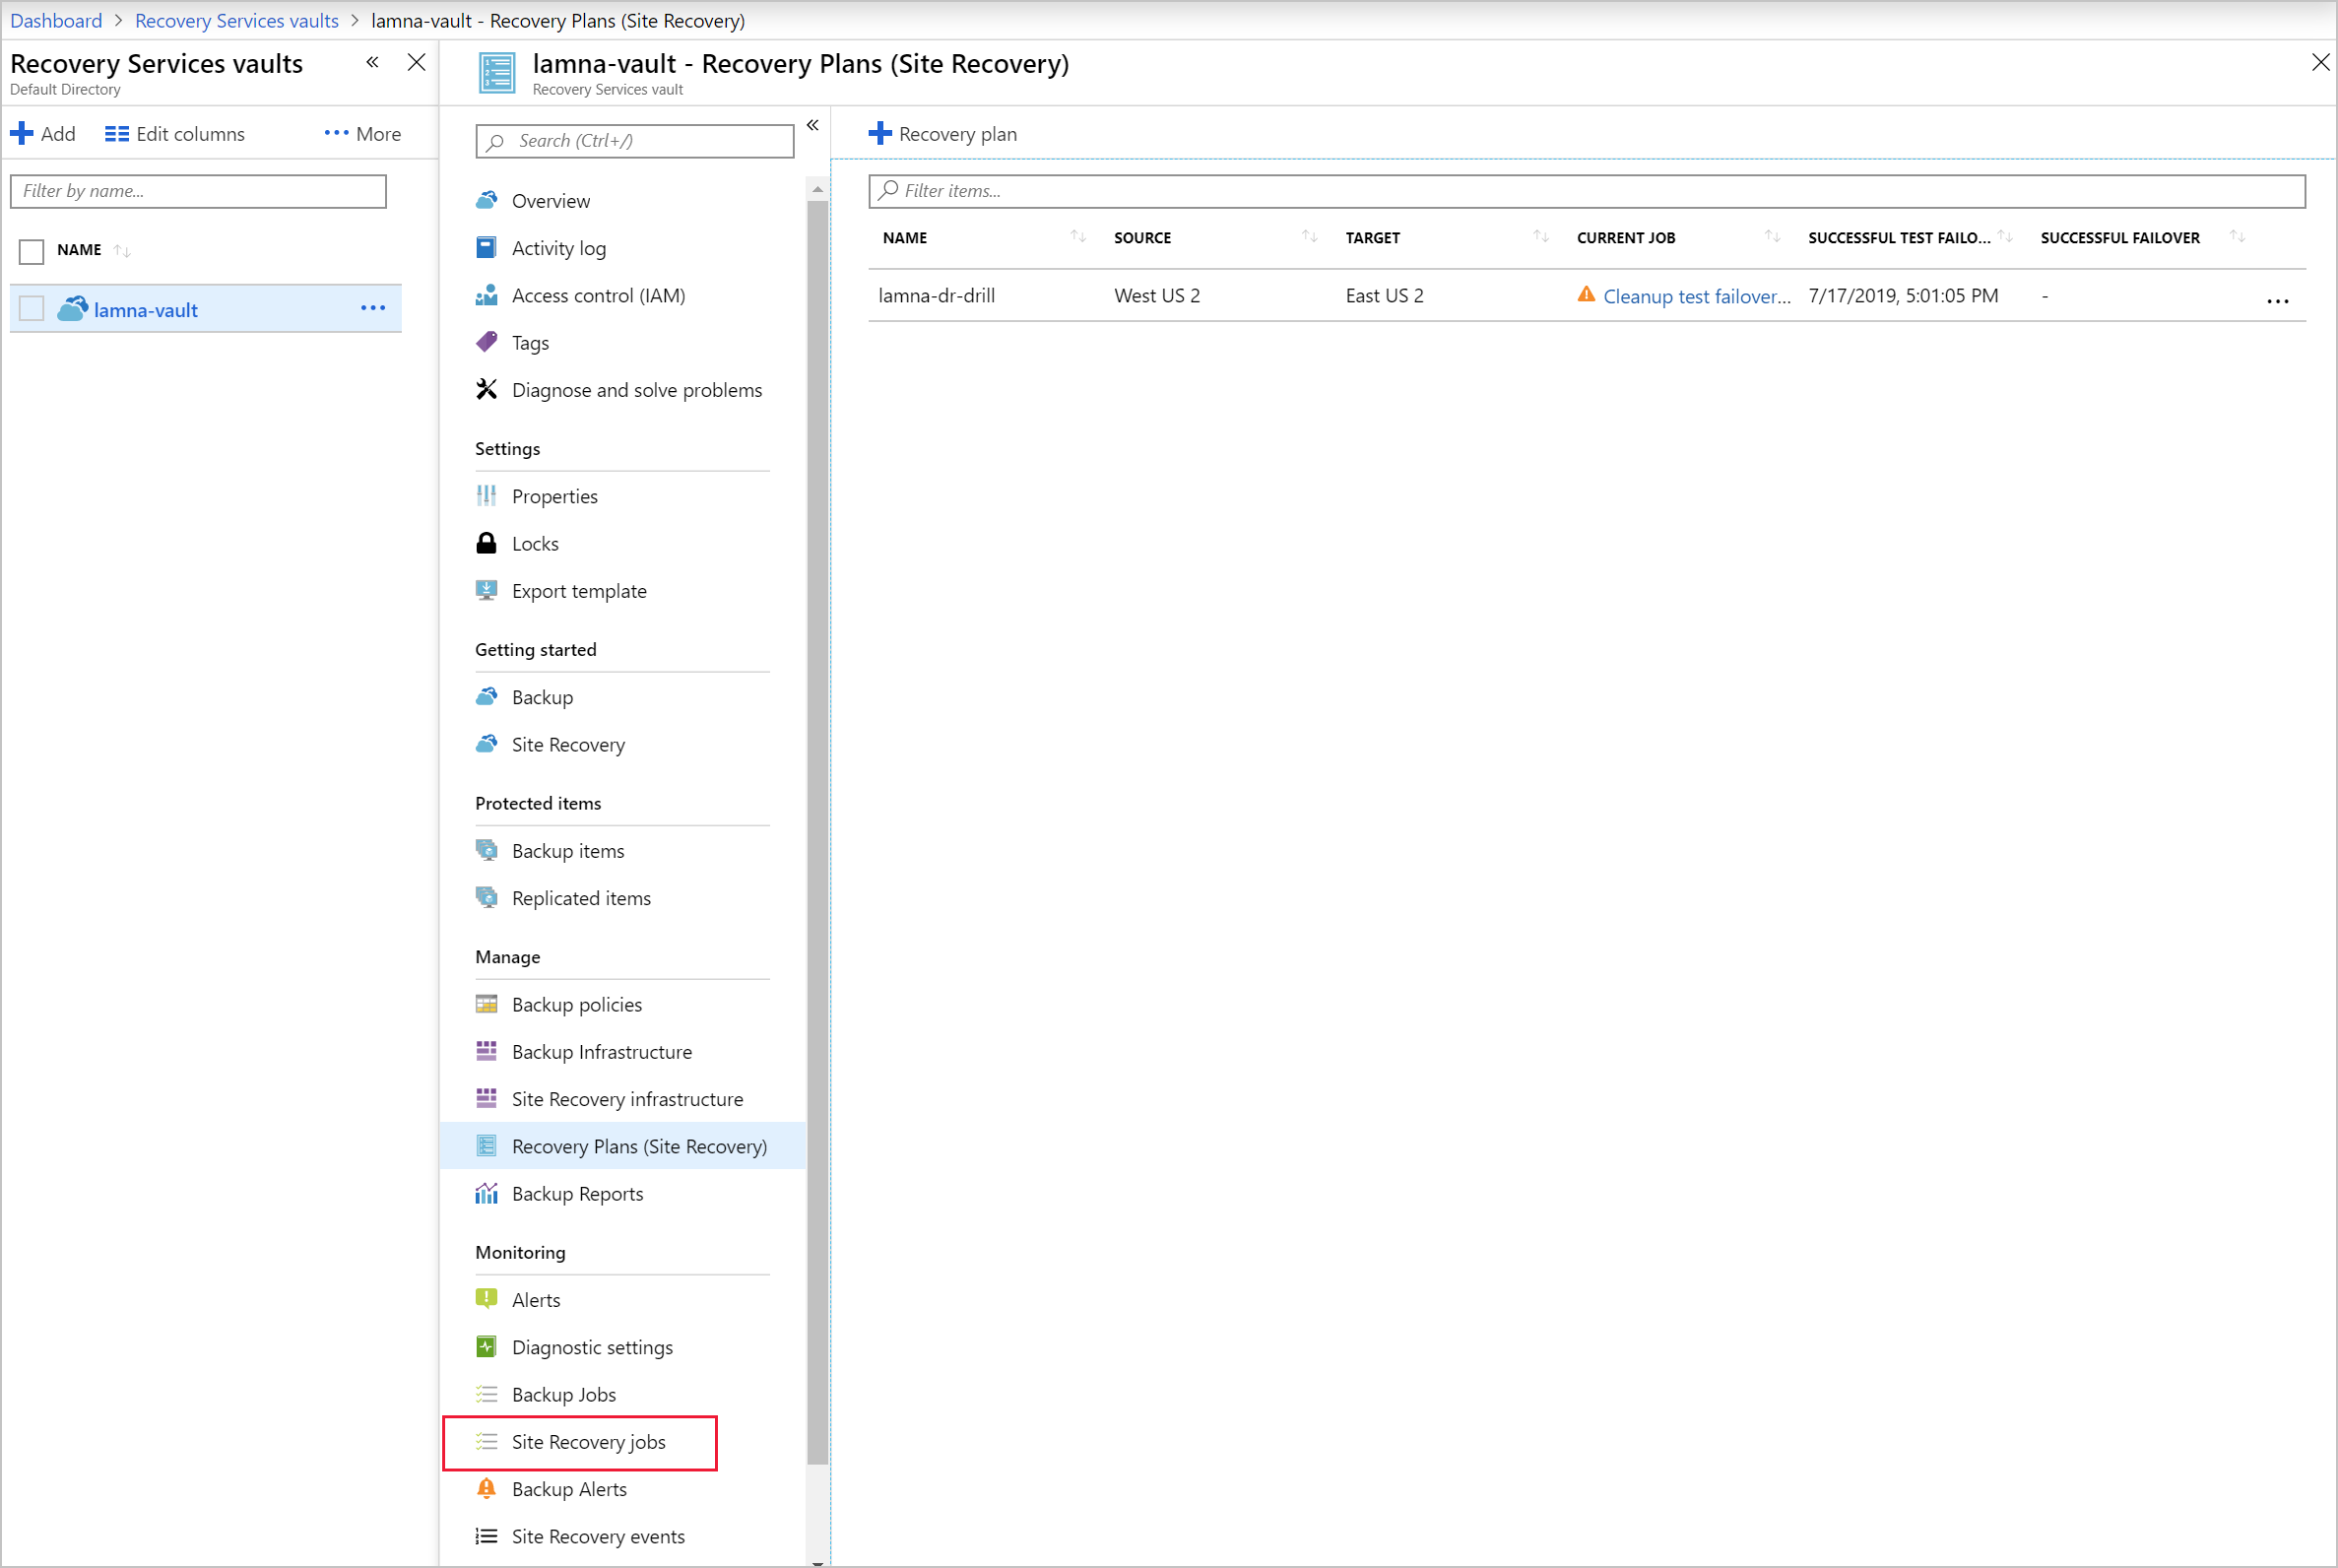 Dashboard > Recovery Services vaults > lamna-vault - Recovery Plans (Site Recovery)
Recovery Services vaults
Default Directory
Add Edit columns More
Filter by name...
NAME
lamna-vault
lamna-vault - Recovery Plans (Site Recovery)
Recovery Services vault
Search (Ctrl+/)
Overview
Activity log
Access control (IAM)
Tags
Diagnose and solve problems
Settings
Properties
Locks
Export template
Getting started
Backup
Site Recovery
Protected items
Backup items
Replicated items
Manage
Backup policies
Backup Infrastructure
Site Recovery infrastructure
Recovery Plans (Site Recovery)
Backup Reports
Monitoring
Alerts
Diagnostic settings
Backup Jobs
Site Recovery jobs
Backup Alerts
Site Recovery events
Recovery plan
Filter items...
NAME SOURCE TARGET CURRENT JOB SUCCESSFUL TEST FAILO... SUCCESSFUL FAILOVER
lamna-dr-drill West US 2 East US 2 Cleanup test failover... 7/17/2019, 5:01:05 PM -